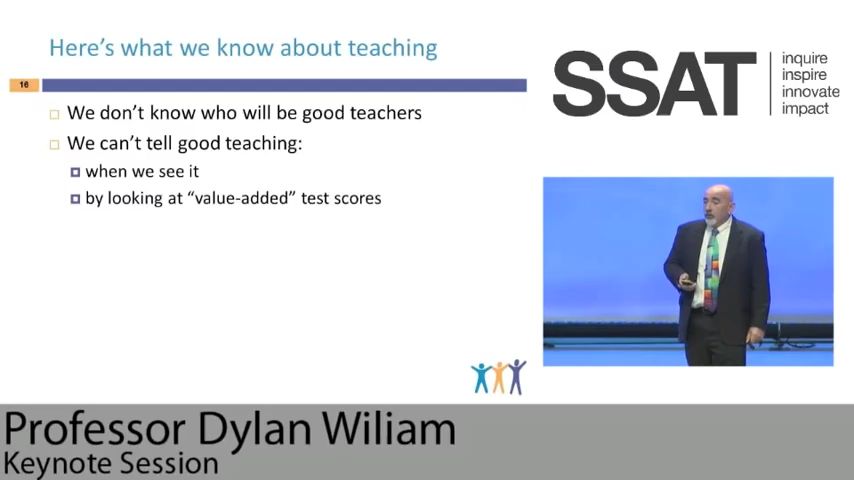 Here's what we know about teaching
16
We don't know who will be good teachers
We can't tell good teaching:
when we see it
by looking at “value-added” test scores
SSAT
inquire
inspire
innovate
impact
Professor Dylan Wiliam
Keynote Session